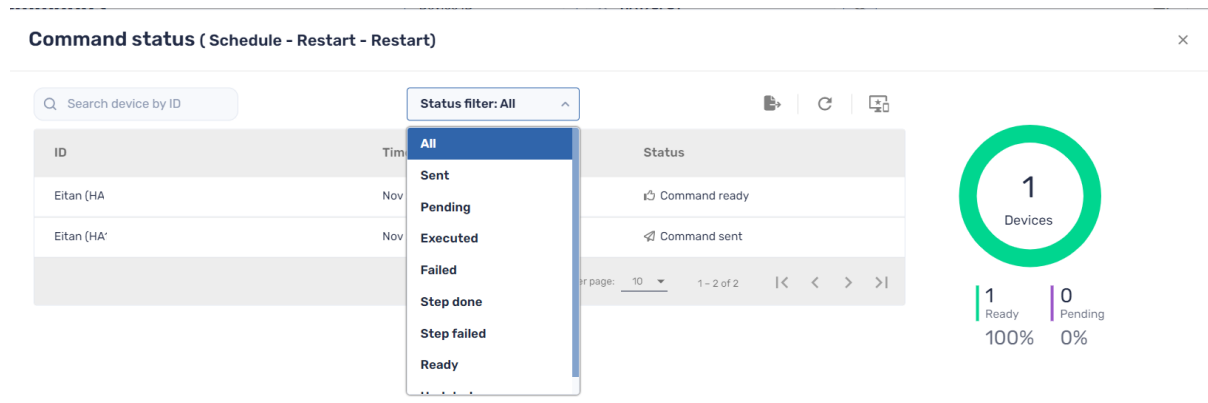 Command status ( Schedule - Restart - Restart)
Search device by ID
Status filter: All
ID
Status
Eitan (HA
Nov
Command ready
Eitan (HA
Nov
Command sent
All
Sent
Pending
Executed
Failed
Step done
Step failed
Ready
er page: 10
1 – 2 of 2
1
Devices
1
Ready
100%
0
Pending
0%